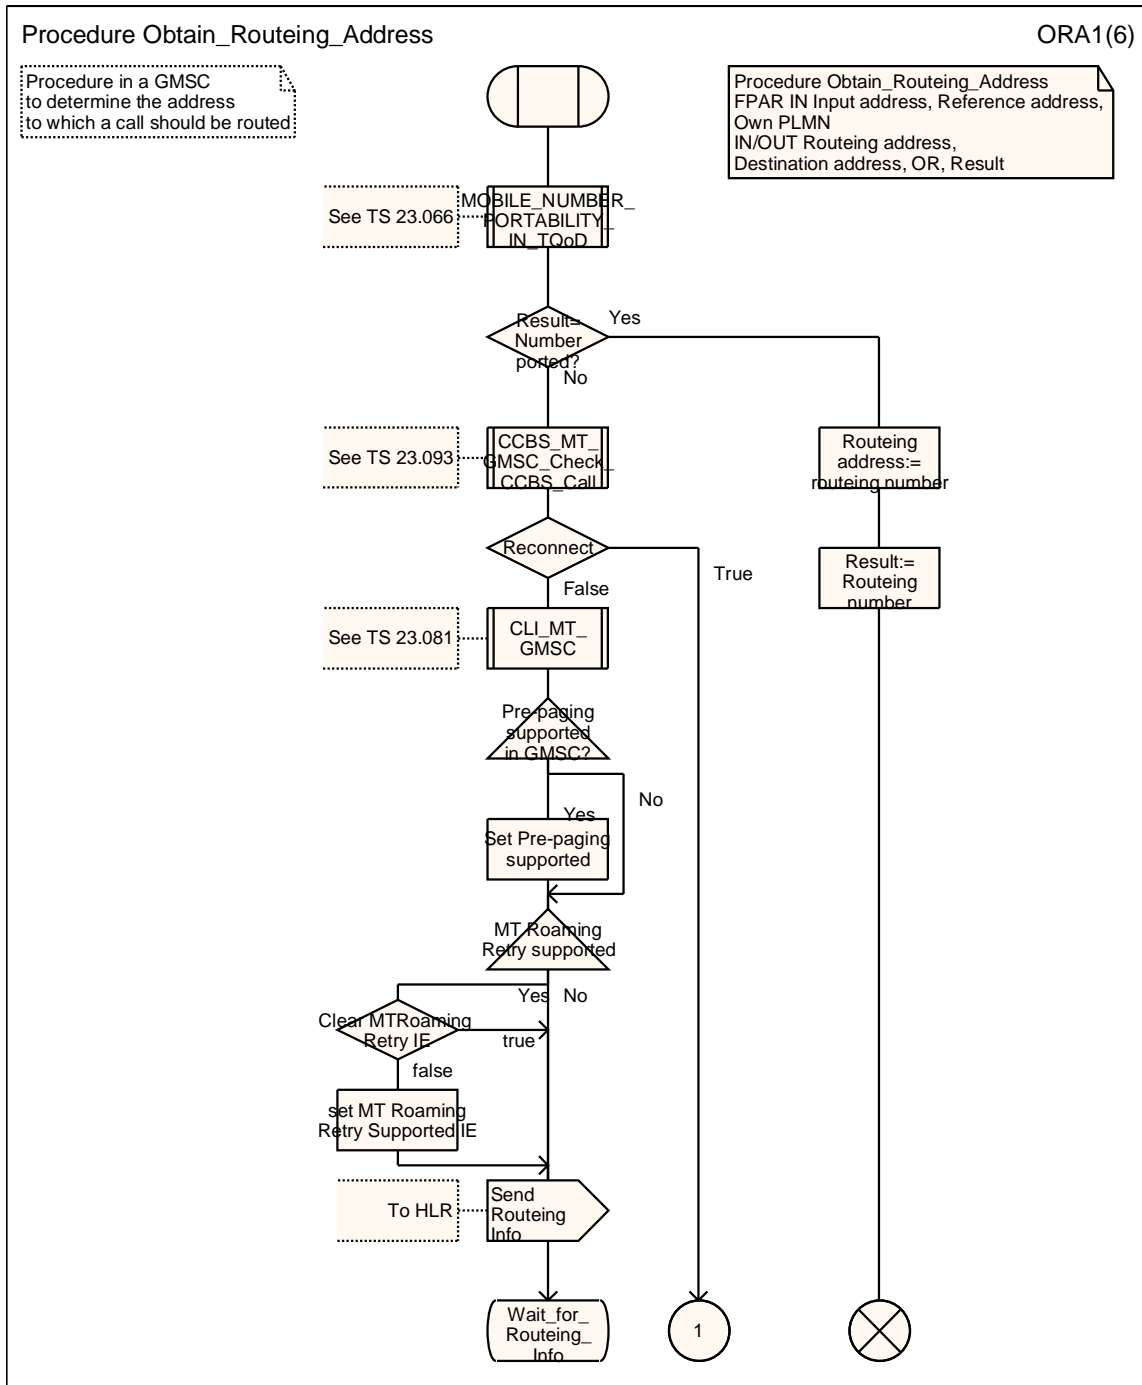 Procedure Obtain_Routeing_Address
ORA1(6)
Procedure in a GMSC
to determine the address
to which a call should be routed
Procedure Obtain_Routeing_Address
FPAR IN Input address, Reference address,
Own PLMN
IN/OUT Routeing address,
Destination address, OR, Result
See TS 23.066
MOBILE_NUMBER_
PORTABILITY_
IN_TQoD
Result=
Number
ported?
Yes
No
See TS 23.093
CCBS_MT_
GMSC_Check_
CCBS_Call
Routeing
address:=
routeing number
Reconnect
True
False
Result:=
Routeing
number
See TS 23.081
CLI_MT_
GMSC
Pre-paging
supported
in GMSC?
No
Yes
Set Pre-paging
supported
MT Roaming
Retry supported
Yes
No
Clear MTRoaming
Retry IE
true
false
set MT Roaming
Retry Supported IE
To HLR
Send
Routeing
Info
Wait_for_
Routeing_
Info
1